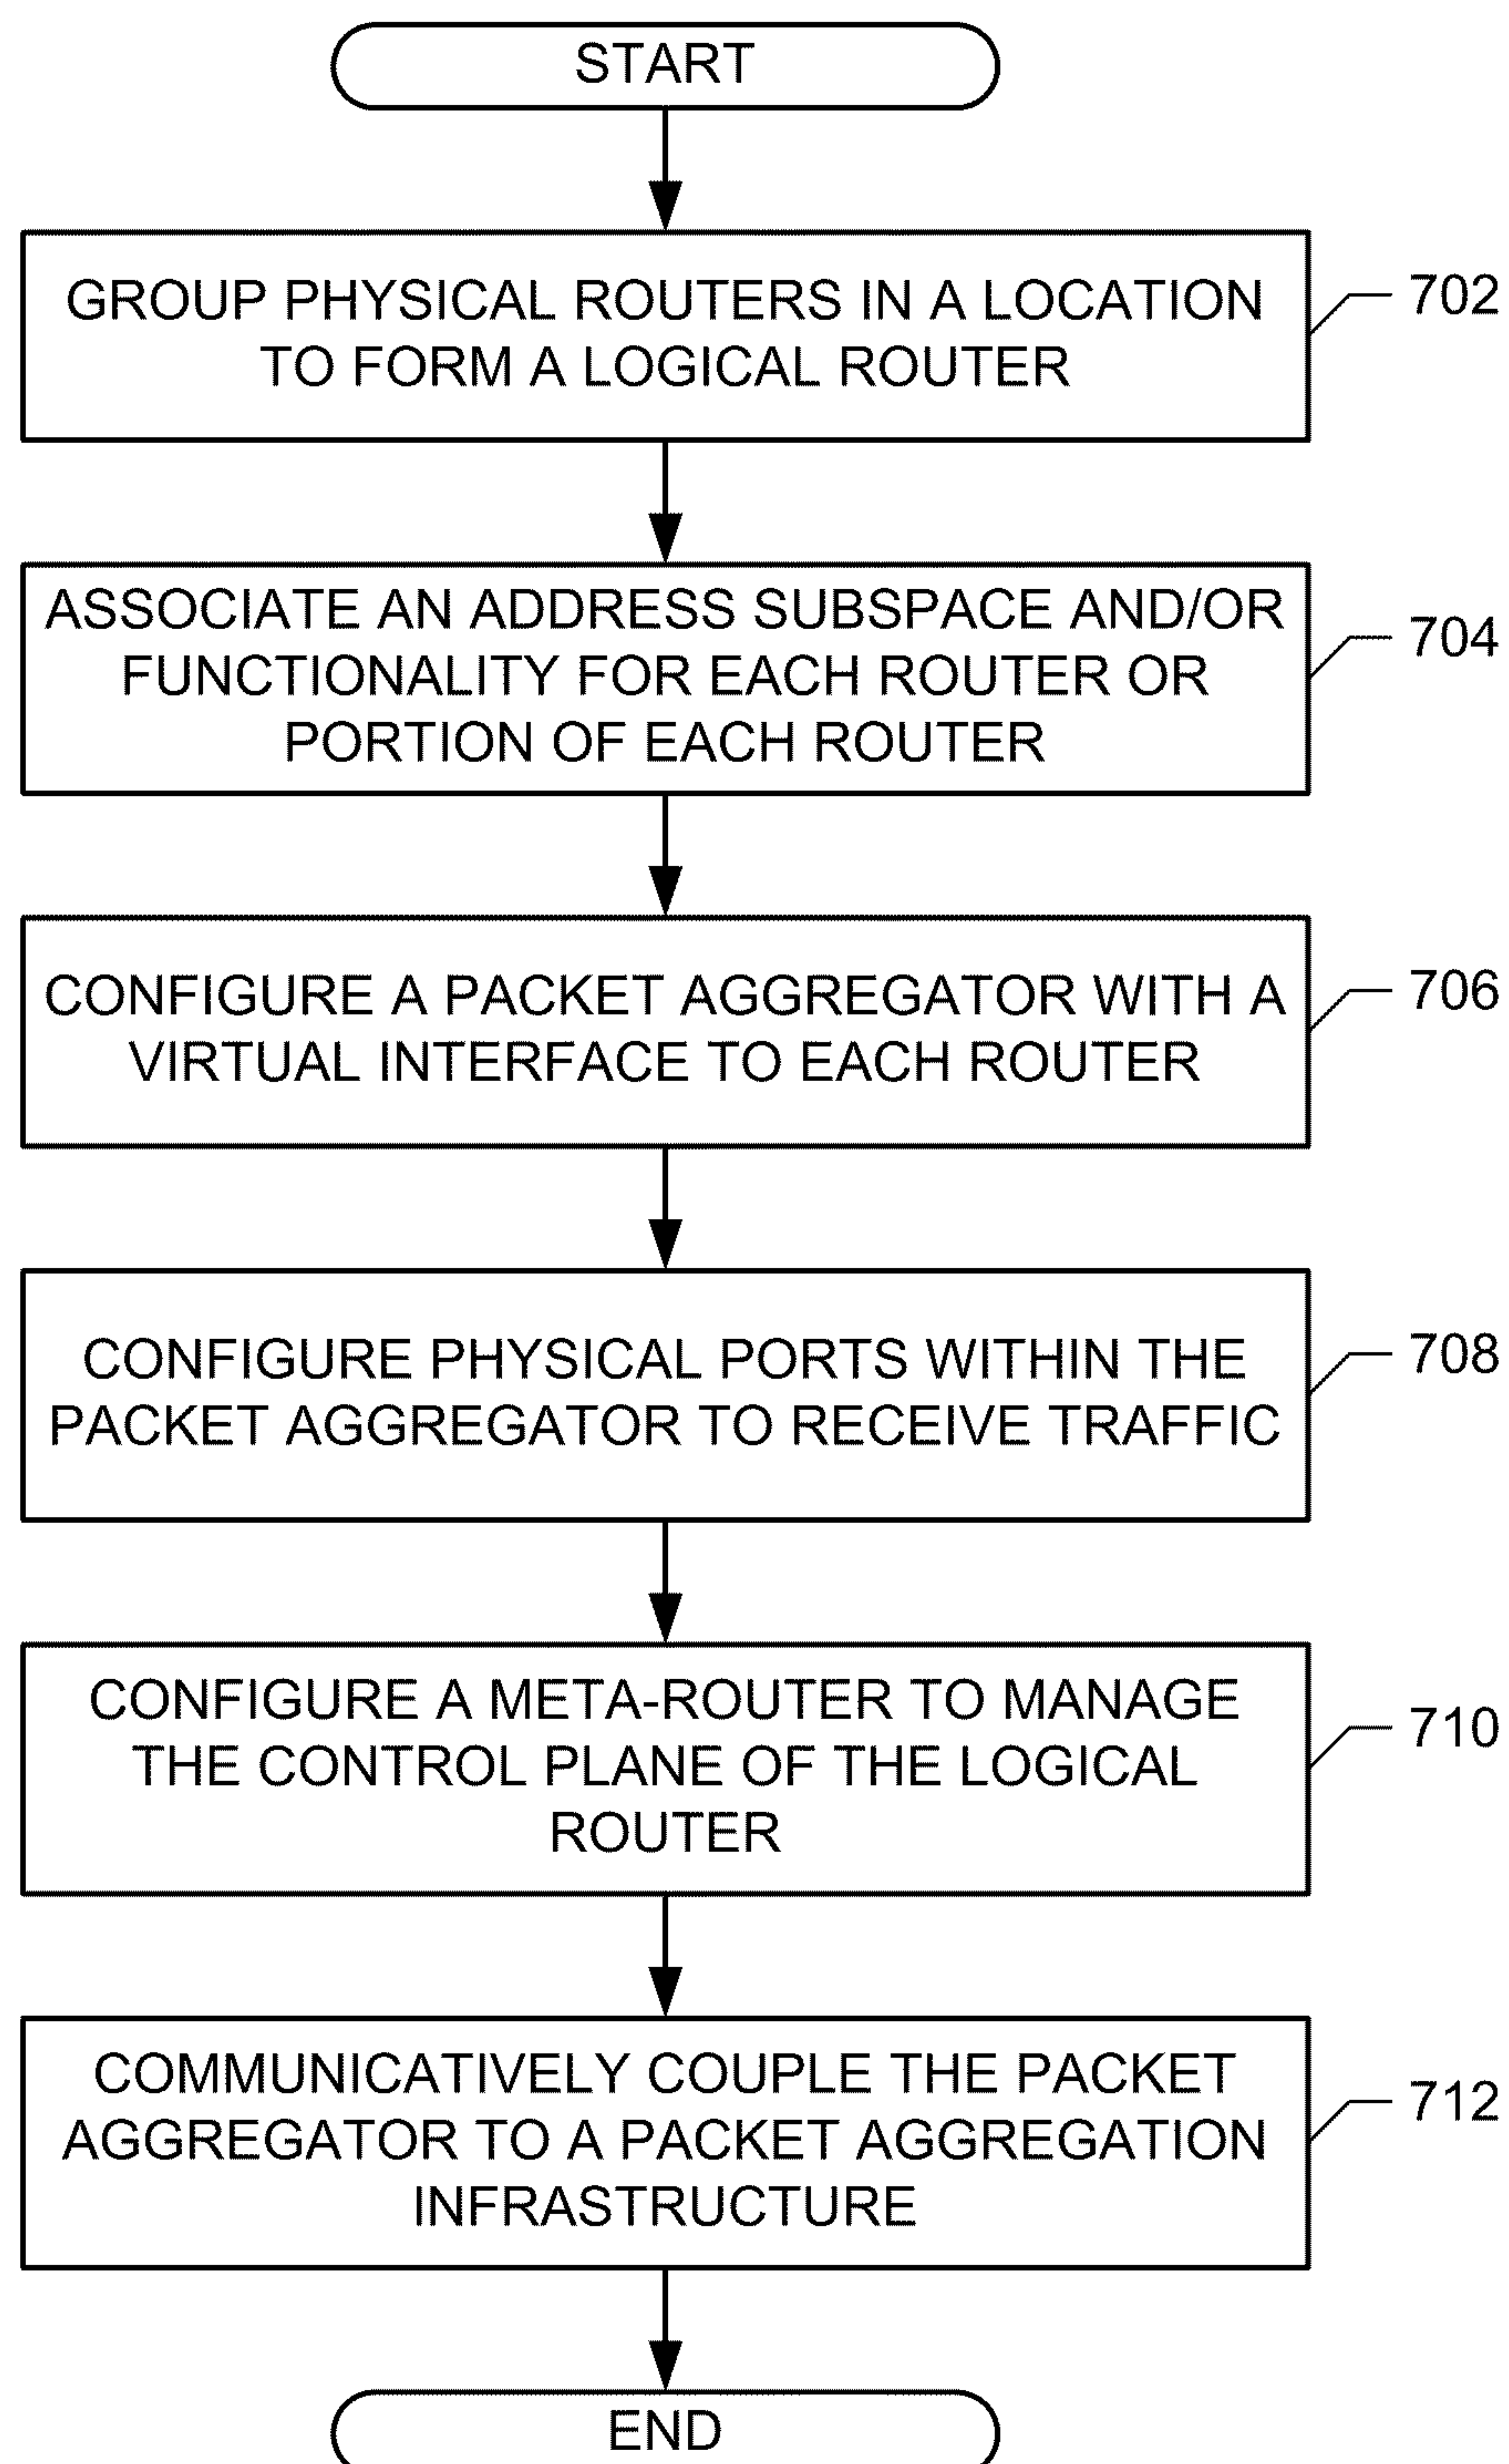 START
GROUP PHYSICAL ROUTERS IN A LOCATION
TO FORM A LOGICAL ROUTER
702
ASSOCIATE AN ADDRESS SUBSPACE AND/OR
FUNCTIONALITY FOR EACH ROUTER OR
PORTION OF EACH ROUTER
704
CONFIGURE A PACKET AGGREGATOR WITH A
VIRTUAL INTERFACE TO EACH ROUTER
706
CONFIGURE PHYSICAL PORTS WITHIN THE
PACKET AGGREGATOR TO RECEIVE TRAFFIC
708
CONFIGURE A META-ROUTER TO MANAGE
THE CONTROL PLANE OF THE LOGICAL
ROUTER
710
COMMUNICATIVELY COUPLE THE PACKET
AGGREGATOR TO A PACKET AGGREGATION
INFRASTRUCTURE
712
END